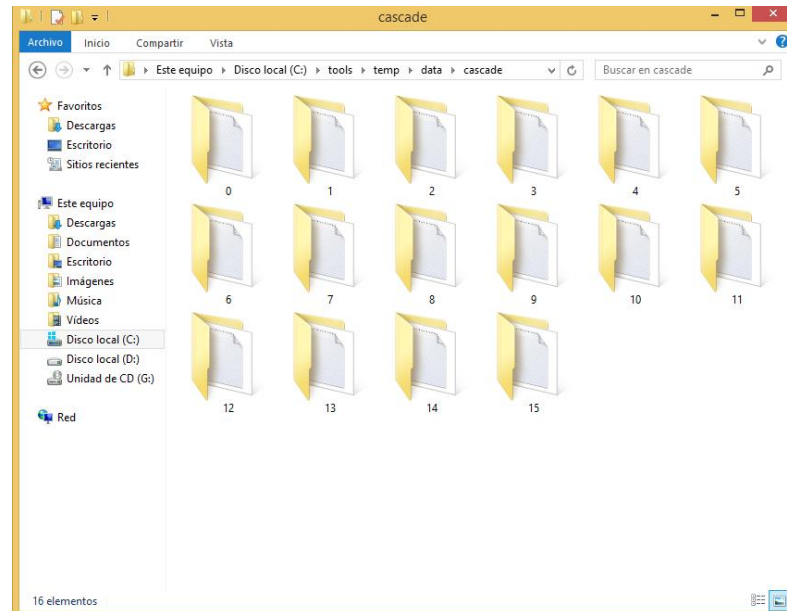 cascade
Archivo Inicio Compartir Vista
Este equipo Disco local (C:) tools temp data cascade Buscar en cascade
Favoritos
Descargas
Escritorio
Sitios recientes
Este equipo
Descargas
Documentos
Escritorio
Imágenes
Música
Vídeos
Disco local (C:)
Disco local (D:)
Unidad de CD (G:)
Red
0 1 2 3 4 5
6 7 8 9 10 11
12 13 14 15
16 elementos